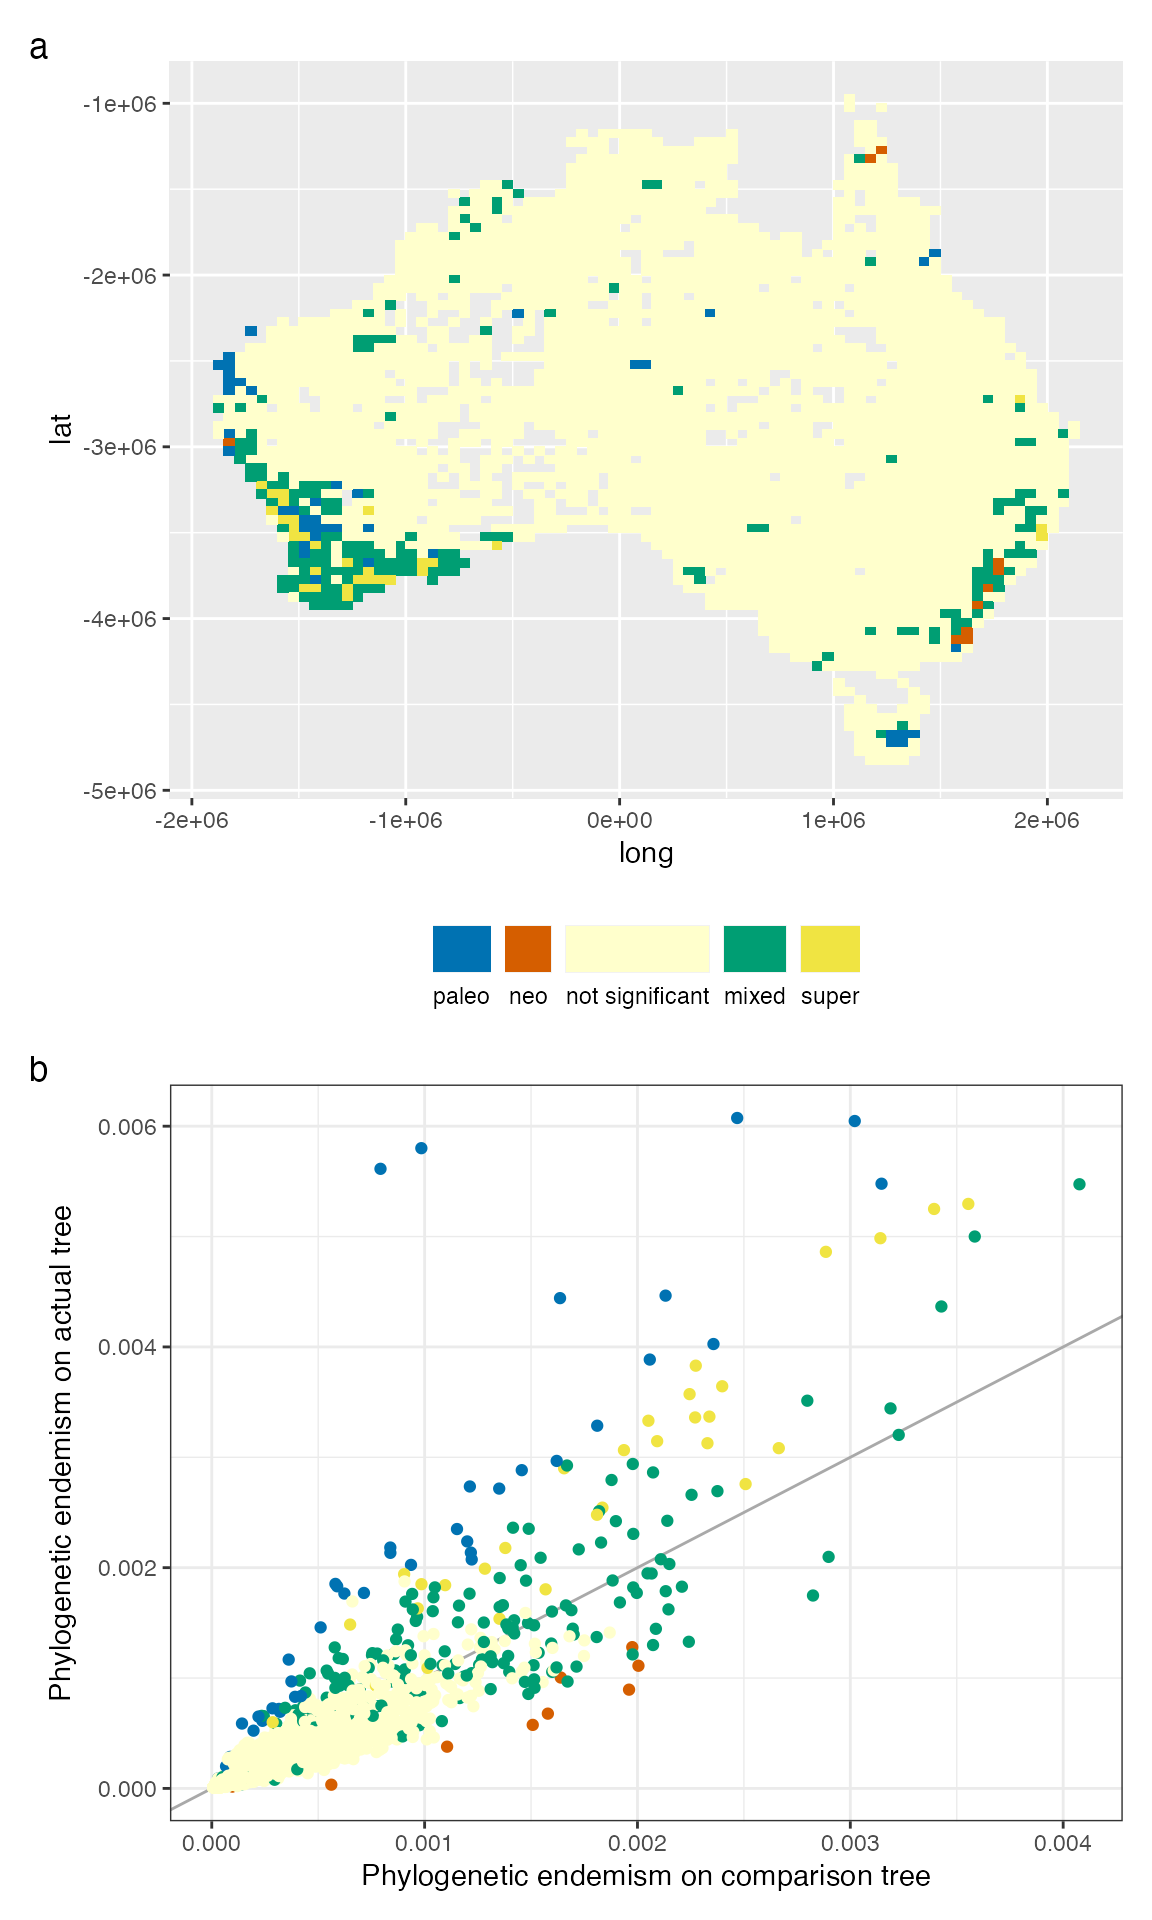 a
-1e+06
-2e+06
-3e+06
-4e+06
-5e+06
lat
-2e+06 -1e+06 0e+00 1e+06 2e+06
long
paleo neo not significant mixed super
b
0.006
0.004
0.002
0.000
Phylogenetic endemism on actual tree
0.000 0.001 0.002 0.003 0.004
Phylogenetic endemism on comparison tree